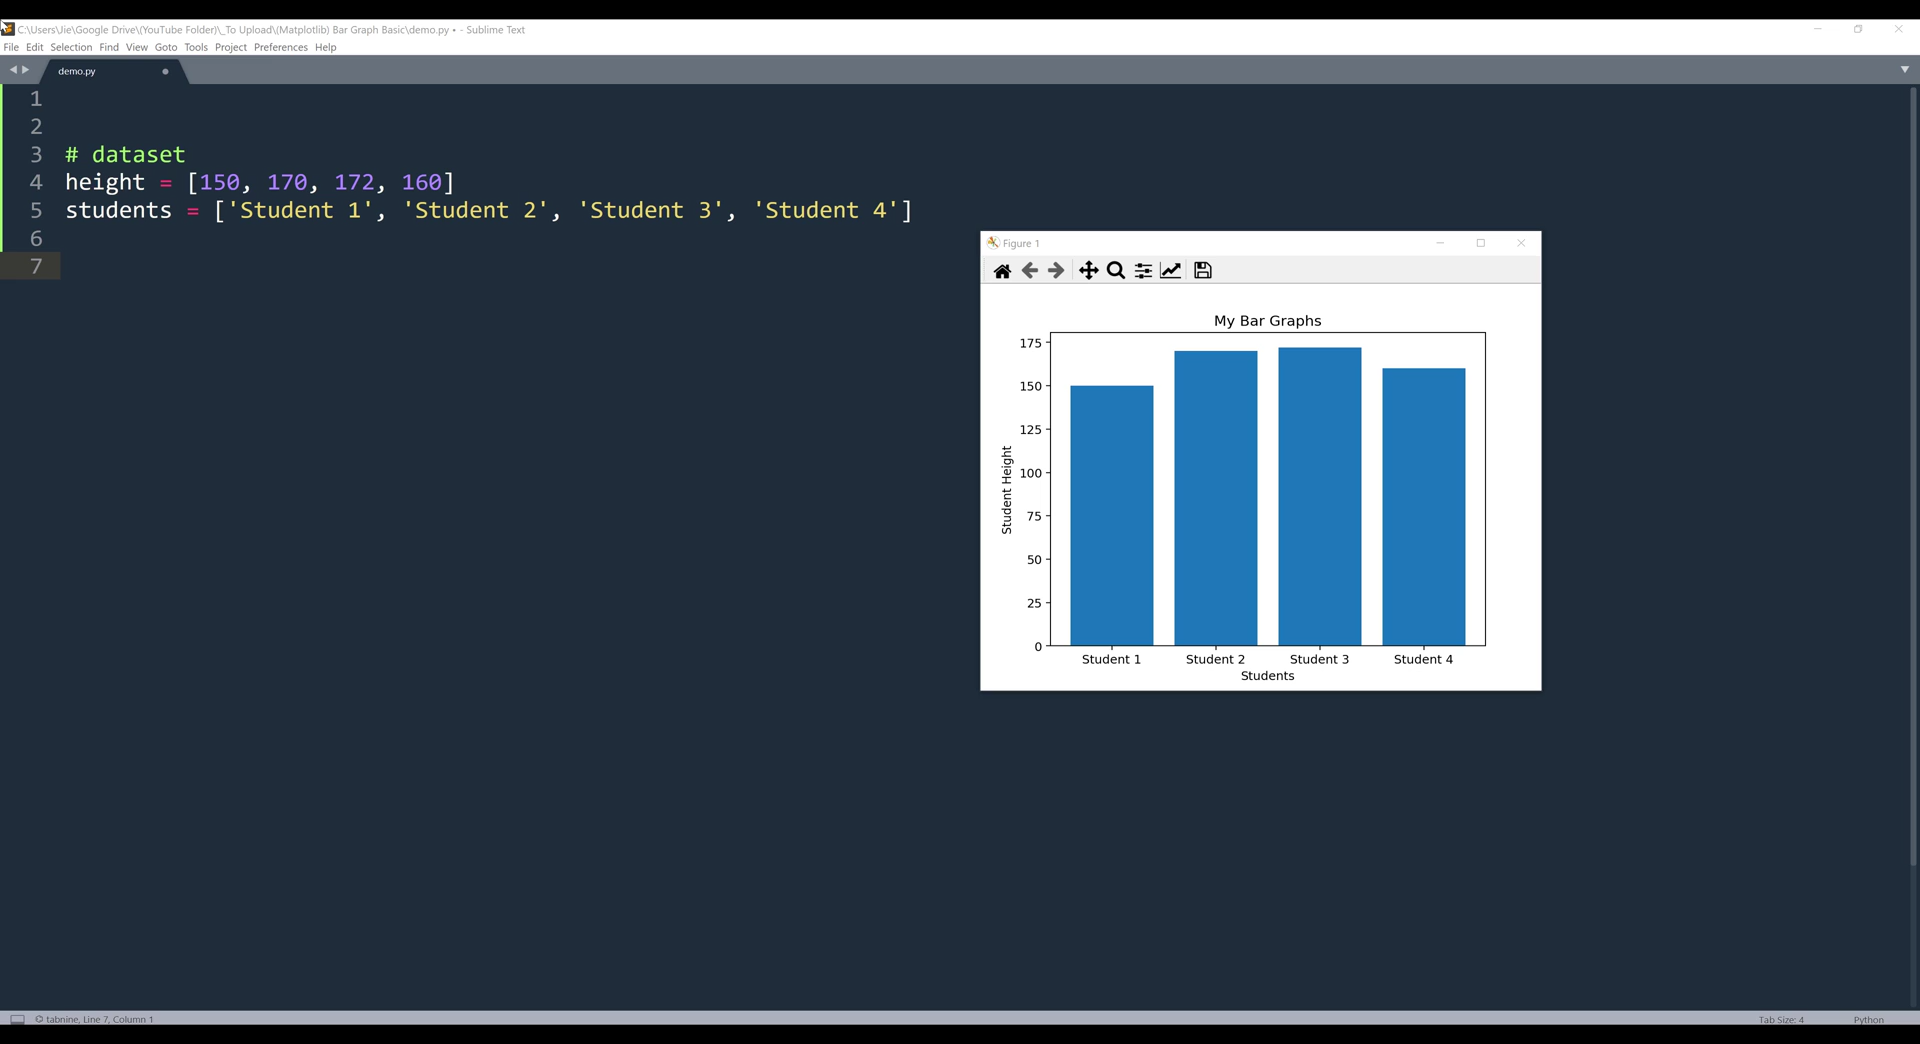 C:\Users\Jie\Google Drive\(YouTube Folder)\_To Upload\(Matplotlib) Bar Graph Basic\demo.py • - Sublime Text
File Edit Selection Find View Goto Tools Project Preferences Help
demo.py
1
2
3 # dataset
4 height = [150, 170, 172, 160]
5 students = ['Student 1', 'Student 2', 'Student 3', 'Student 4']
6
7
Figure 1
My Bar Graphs
175
150
125
100
75
50
25
0
Student Height
Student 1 Student 2 Student 3 Student 4
Students
tabnine, Line 7, Column 1
Tab Size: 4 Python